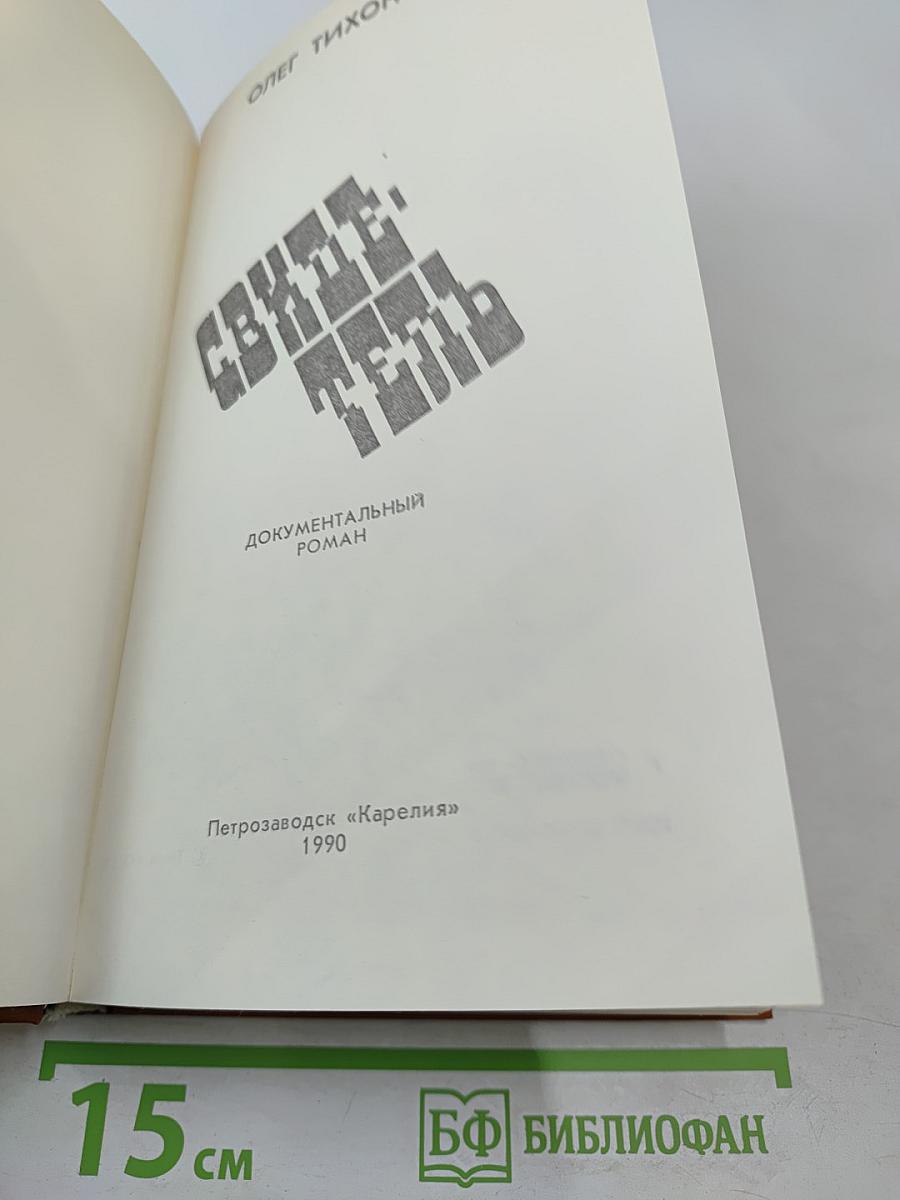 ОЛЕГ ТИХОН
СВИДЕ-
ТЕЛЬ
ДОКУМЕНТАЛЬНЫЙ
РОМАН
Петрозаводск «Карелия»
1990
15 см
БФ БИБЛИОФАН